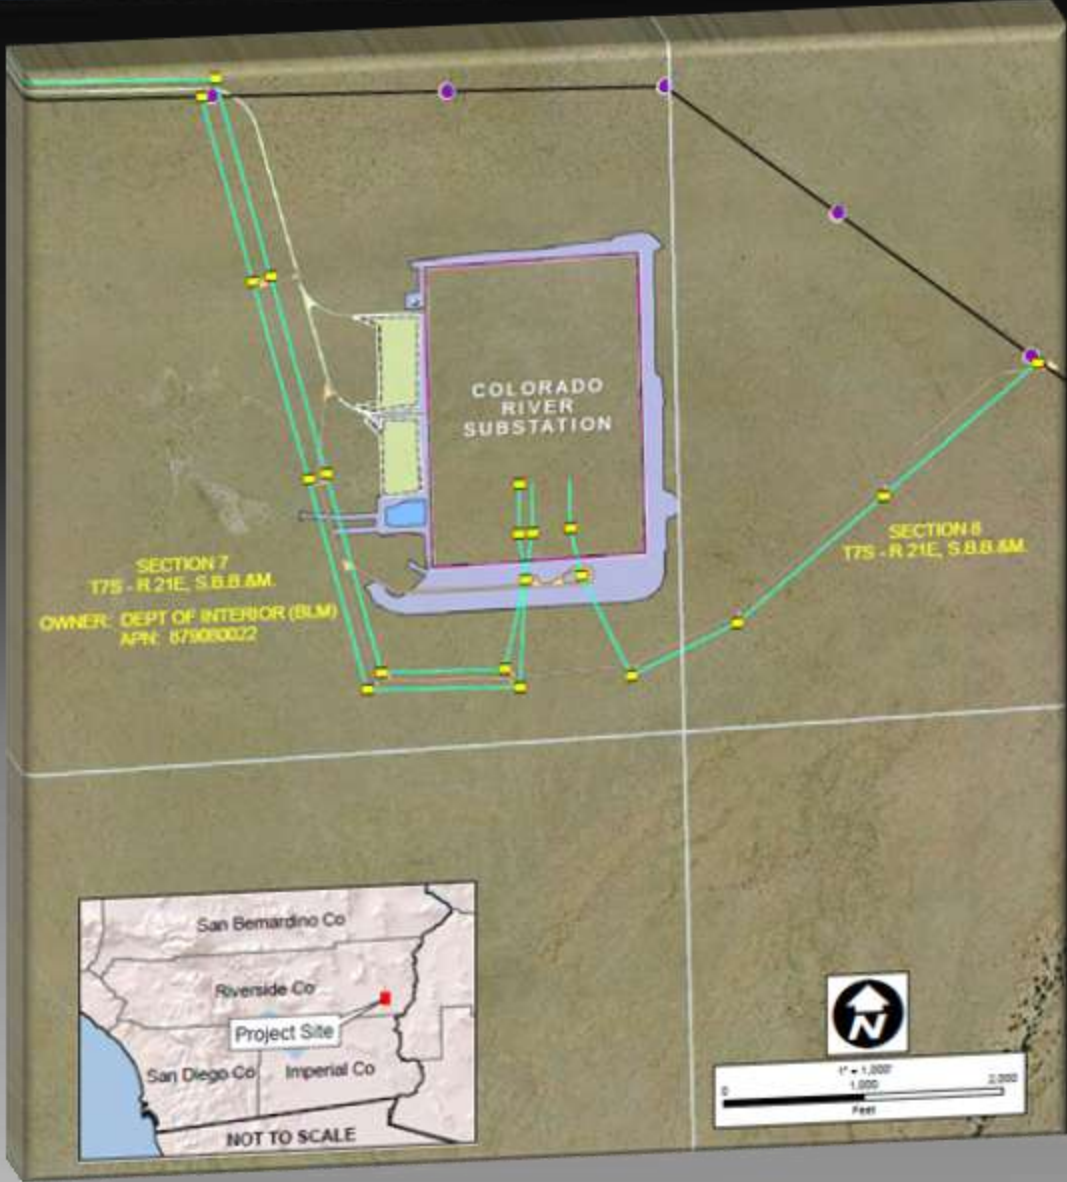 COLORADO
RIVER
SUBSTATION
SECTION 7
T7S - R.21E, S.B.B.&M.
OWNER: DEPT OF INTERIOR (BLM)
APN: 879080022
SECTION 8
T7S - R.21E, S.B.B.&M.
San Bernardino Co
Riverside Co
Project Site
San Diego Co
Imperial Co
NOT TO SCALE
N
1" = 1,000'
0 1,000 2,000
Feet